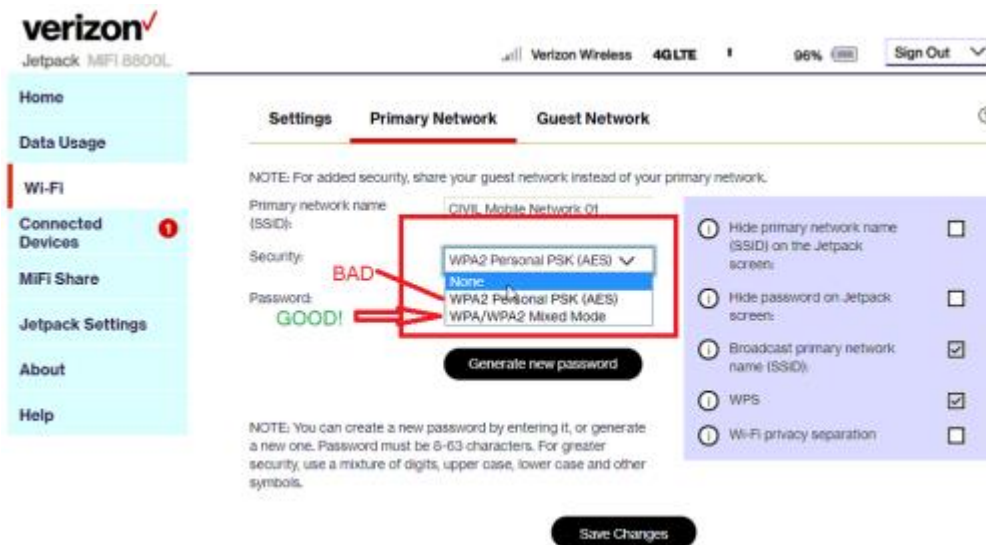 verizon
Jetpack MiFi 8800L
Verizon Wireless 4G LTE 96% Sign Out
Home
Data Usage
Wi-Fi
Connected
Devices
1
MiFi Share
Jetpack Settings
About
Help
Settings Primary Network Guest Network
NOTE: For added security, share your guest network instead of your primary network.
Primary network name
(SSID):
CIVIL Mobile Network 01
Security:
WPA2 Personal PSK (AES)
None
WPA2 Personal PSK (AES)
WPA/WPA2 Mixed Mode
BAD
Password:
GOOD!
Generate new password
NOTE: You can create a new password by entering it, or generate
a new one. Password must be 8-63 characters. For greater
security, use a mixture of digits, upper case, lower case and other
symbols.
Save Changes
Hide primary network name
(SSID) on the Jetpack
screen:
Hide password on Jetpack
screen:
Broadcast primary network
name (SSID):
WPS
Wi-Fi privacy separation